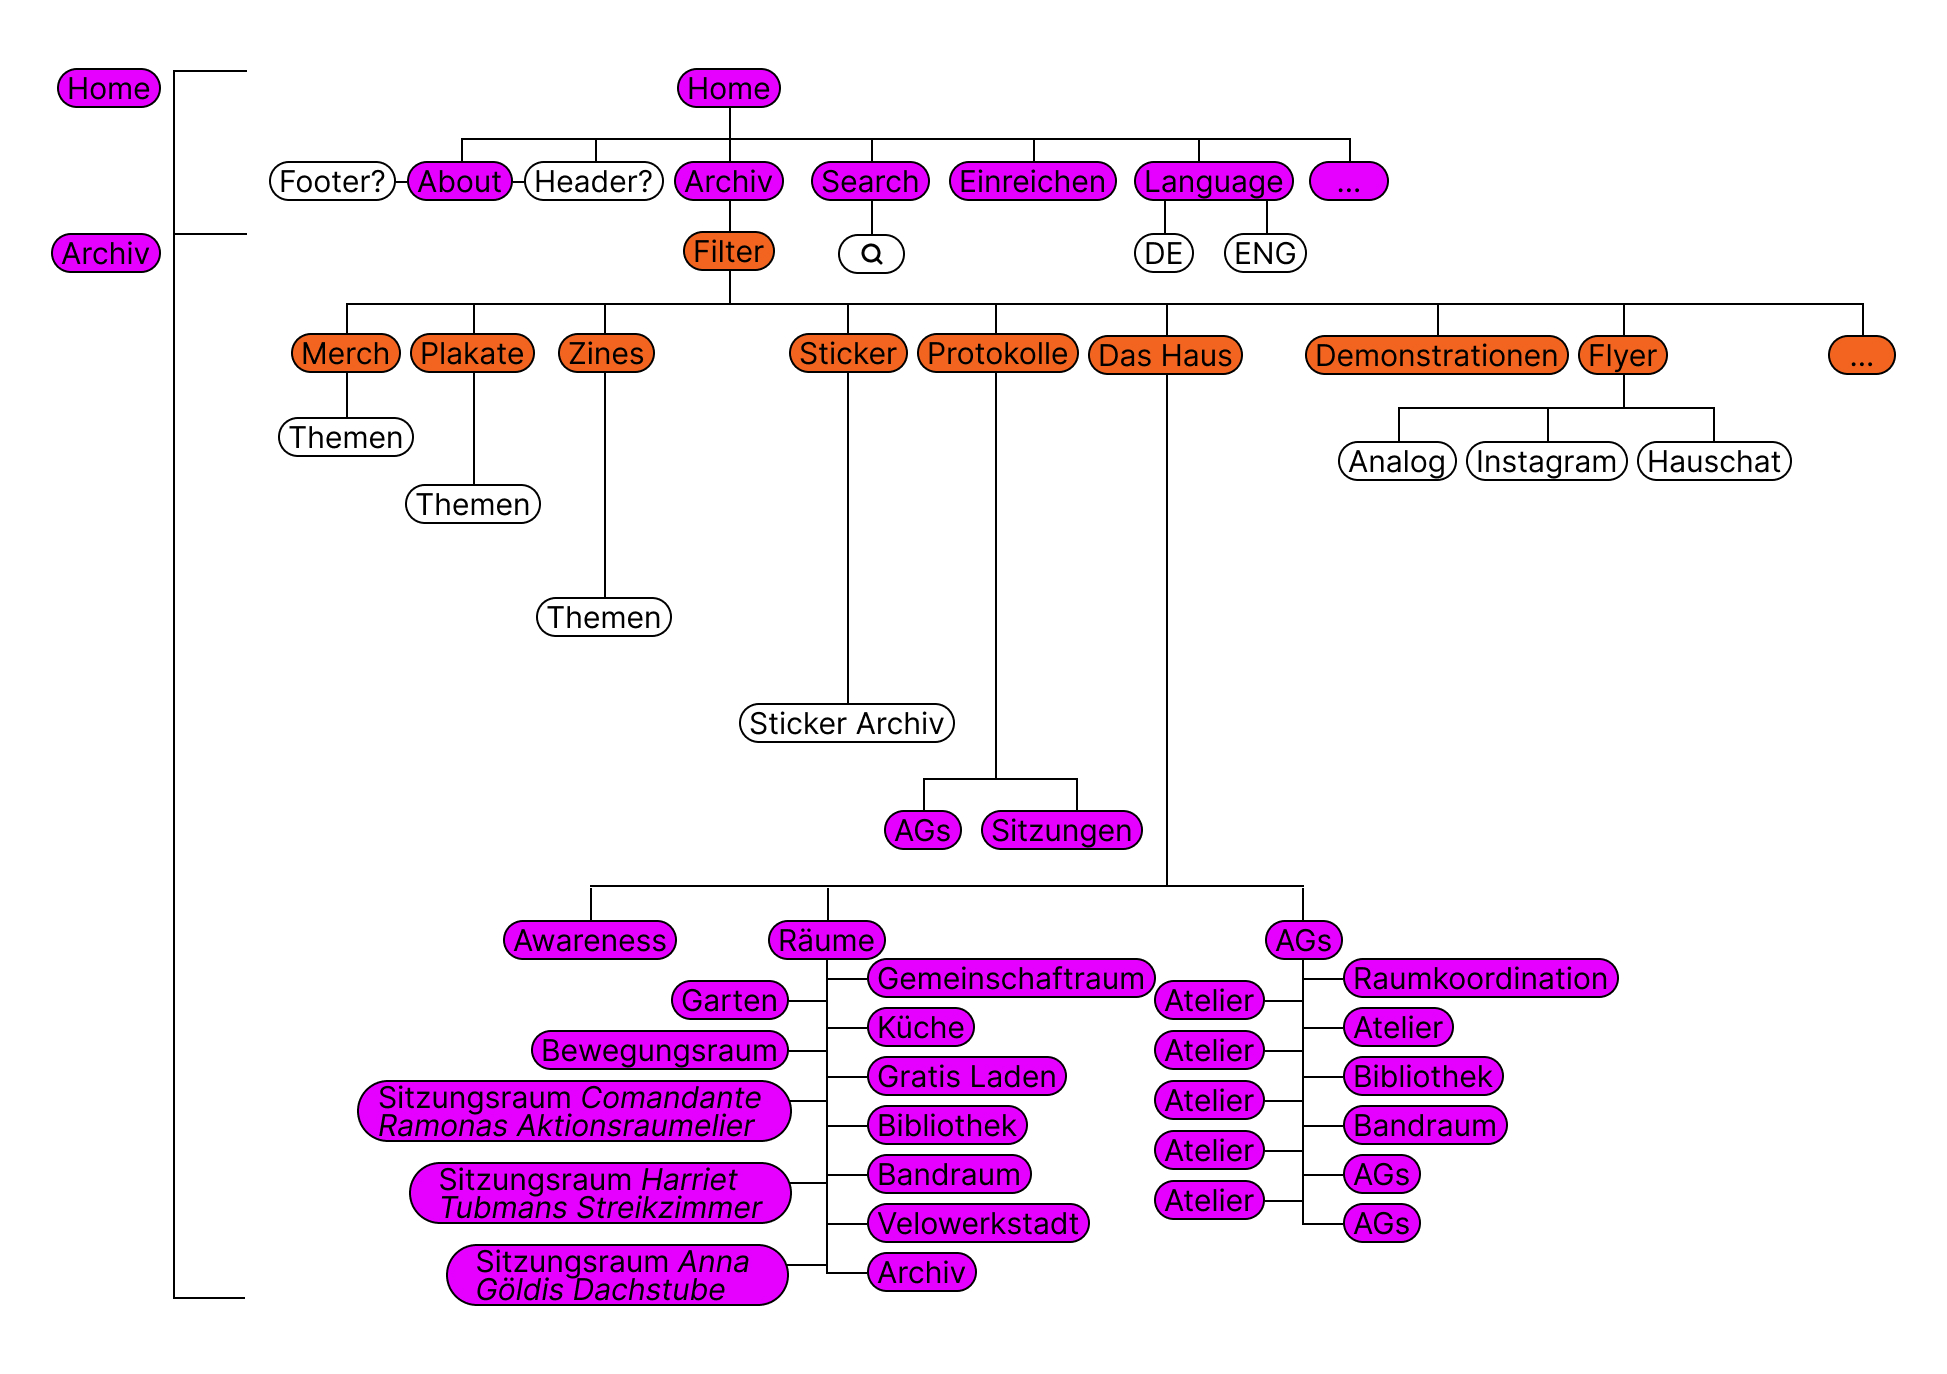 Home
Home
Footer?
About
Header?
Archiv
Search
Einreichen
Language
...
Archiv
Filter
DE
ENG
Merch
Plakate
Zines
Sticker
Protokolle
Das Haus
Demonstrationen
Flyer
...
Themen
Analog
Instagram
Hauschat
Themen
Themen
Sticker Archiv
AGs
Sitzungen
Awareness
Räume
AGs
Gemeinschaftraum
Raumkoordination
Garten
Atelier
Küche
Atelier
Bewegungsraum
Atelier
Gratis Laden
Bibliothek
Sitzungsraum Comandante
Ramonas Aktionsraumelier
Atelier
Bibliothek
Bandraum
Atelier
Bandraum
AGs
Sitzungsraum Harriet
Tubmans Streikzimmer
Atelier
Velowerkstadt
AGs
Sitzungsraum Anna
Göldis Dachstube
Archiv